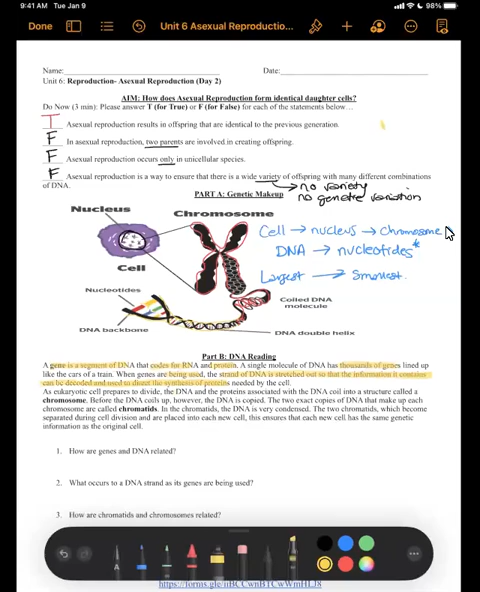 9:41 AM Tue Jan 9
98%
Done
Unit 6 Asexual Reproductio...
Name: Date:
Unit 6: Reproduction- Asexual Reproduction (Day 2)
AIM: How does Asexual Reproduction form identical daughter cells?
Do Now (3 min): Please answer T (for True) or F (for False) for each of the statements below…
T Asexual reproduction results in offspring that are identical to the previous generation.
F In asexual reproduction, two parents are involved in creating offspring.
F Asexual reproduction occurs only in unicellular species.
F Asexual reproduction is a way to ensure that there is a wide variety of offspring with many different combinations
of DNA.
→ no variety
no genetic variation
PART A: Genetic Makeup
Nucleus
Chromosome
Cell → nucleus → Chromosome
DNA → nucleotides*
Largest → Smallest.
Cell
Nucleotides
Coiled DNA
molecule
DNA backbone
DNA double helix
Part B: DNA Reading
A gene is a segment of DNA that codes for RNA and protein. A single molecule of DNA has thousands of genes lined up
like the cars of a train. When genes are being used, the strand of DNA is stretched out so that the information it contains
can be decoded and used to direct the synthesis of proteins needed by the cell.
As eukaryotic cell prepares to divide, the DNA and the proteins associated with the DNA coil into a structure called a
chromosome. Before the DNA coils up, however, the DNA is copied. The two exact copies of DNA that make up each
chromosome are called chromatids. In the chromatids, the DNA is very condensed. The two chromatids, which become
separated during cell division and are placed into each new cell, this ensures that each new cell has the same genetic
information as the original cell.
1. How are genes and DNA related?
2. What occurs to a DNA strand as its genes are being used?
3. How are chromatids and chromosomes related?
A
https://forms.gle/iiBCCwnBTCwWmHLJ8